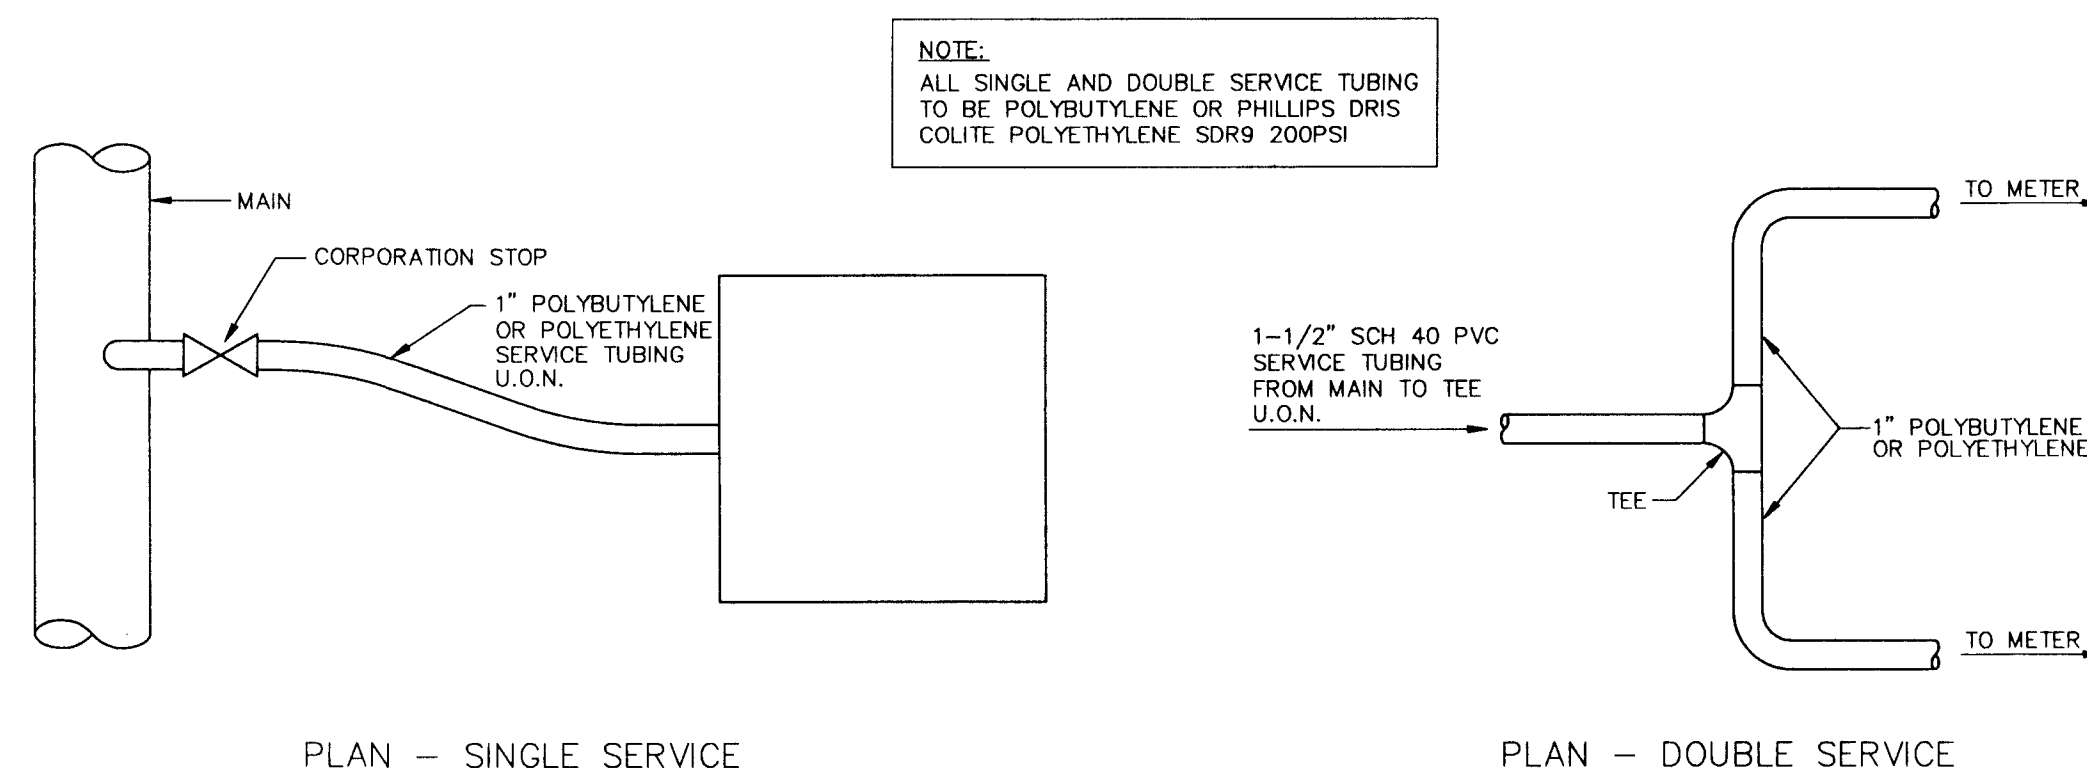 NOTE:
ALL SINGLE AND DOUBLE SERVICE TUBING
TO BE POLYBUTYLENE OR PHILLIPS DRIS
COLITE POLYETHYLENE SDR9 200PSI
MAIN
CORPORATION STOP
1" POLYBUTYLENE
OR POLYETHYLENE
SERVICE TUBING
U.O.N.
PLAN – SINGLE SERVICE
TO METER
1-1/2" SCH 40 PVC
SERVICE TUBING
FROM MAIN TO TEE
U.O.N.
1" POLYBUTYLENE
OR POLYETHYLENE
TEE
TO METER
PLAN – DOUBLE SERVICE